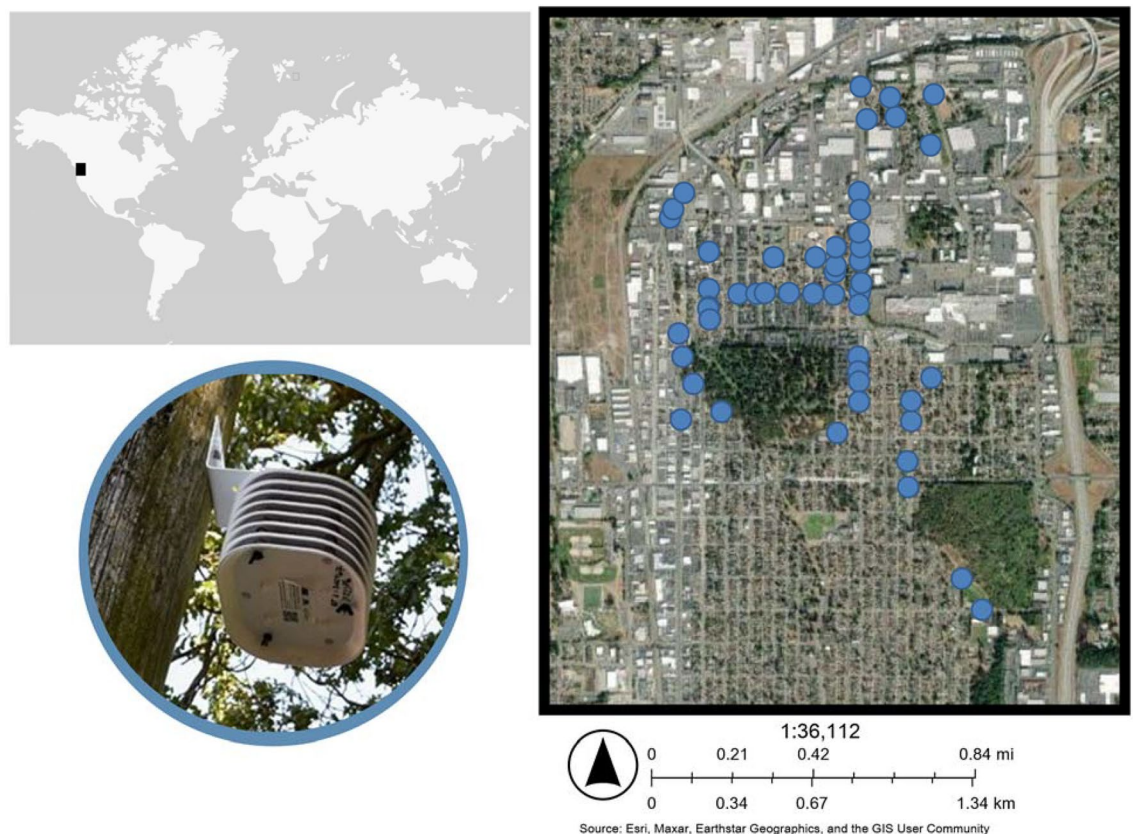 1:36,112
0 0.21 0.42 0.84 mi
0 0.34 0.67 1.34 km
Source: Esri, Maxar, Earthstar Geographics, and the GIS User Community